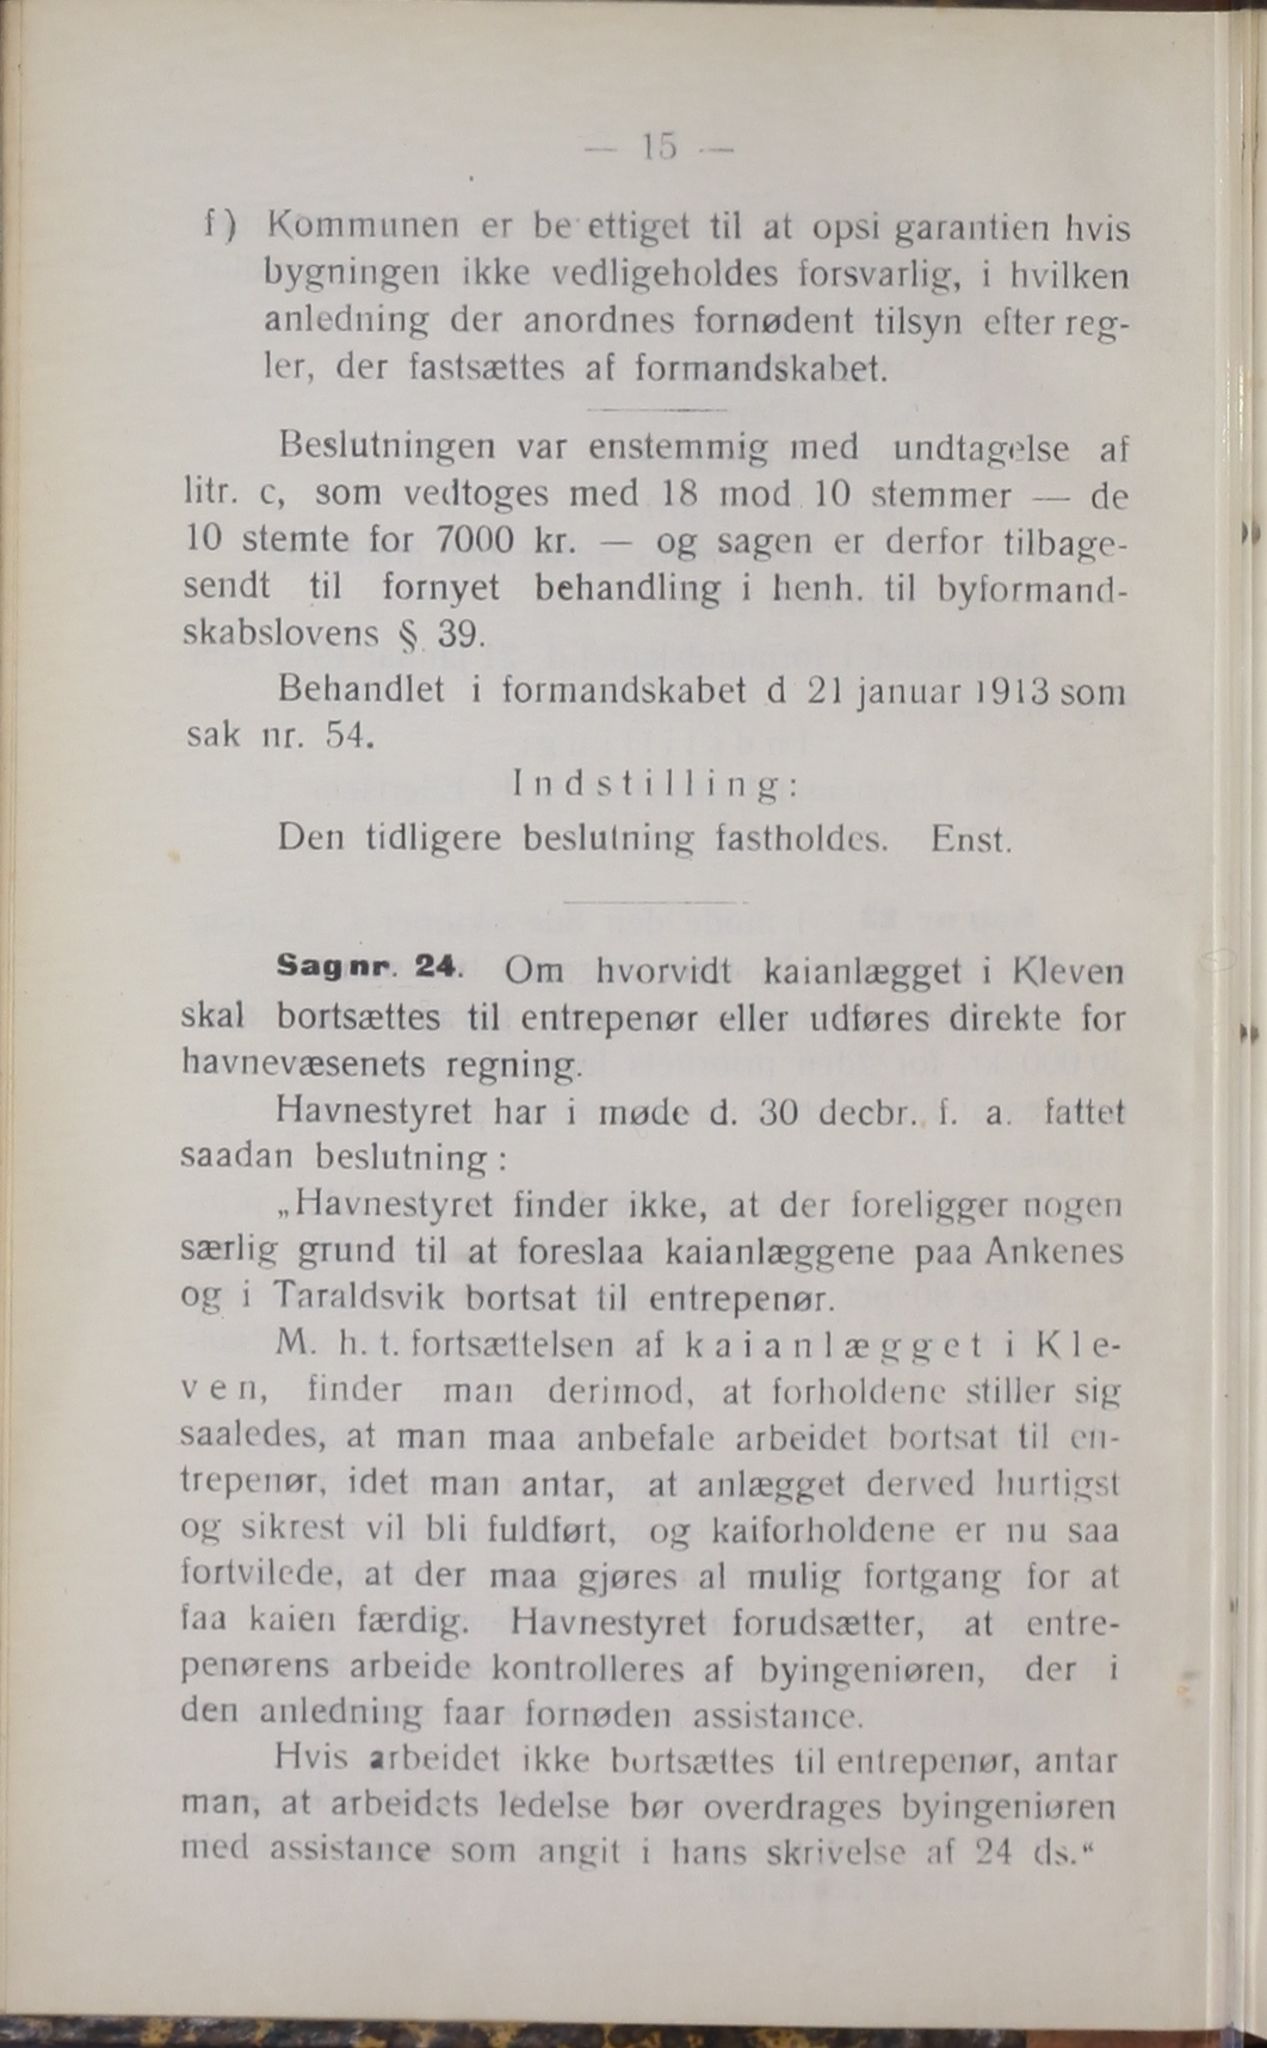 — 15 —
f) Kommunen er be ettiget til at opsi garantien hvis
bygningen ikke vedligeholdes forsvarlig, i hvilken
anledning der anordnes fornødent tilsyn efter reg-
ler, der fastsættes af formandskabet.
Beslutningen var enstemmig med undtagelse af
litr. c, som vedtoges med 18 mod 10 stemmer — de
10 stemte for 7000 kr. — og sagen er derfor tilbage-
sendt til fornyet behandling i henh. til byformand-
skabslovens § 39.
Behandlet i formandskabet d 21 januar 1913 som
sak nr. 54.
Indstilling:
Den tidligere beslutning fastholdes. Enst.
Sag nr. 24. Om hvorvidt kaianlægget i Kleven
skal bortsættes til entrepenør eller udføres direkte for
havnevæsenets regning.
Havnestyret har i møde d. 30 decbr. f. a. fattet
saadan beslutning:
„Havnestyret finder ikke, at der foreligger nogen
særlig grund til at foreslaa kaianlæggene paa Ankenes
og i Taraldsvik bortsat til entrepenør.
M. h. t. fortsættelsen af kaianlægget i Kle-
ven, finder man derimod, at forholdene stiller sig
saaledes, at man maa anbefale arbeidet bortsat til en-
trepenør, idet man antar, at anlægget derved hurtigst
og sikrest vil bli fuldført, og kaiforholdene er nu saa
fortvilede, at der maa gjøres al mulig fortgang for at
faa kaien færdig. Havnestyret forudsætter, at entre-
penørens arbeide kontrolleres af byingeniøren, der i
den anledning faar fornøden assistance.
Hvis arbeidet ikke bortsættes til entrepenør, antar
man, at arbeidets ledelse bør overdrages byingeniøren
med assistance som angit i hans skrivelse af 24 ds.“